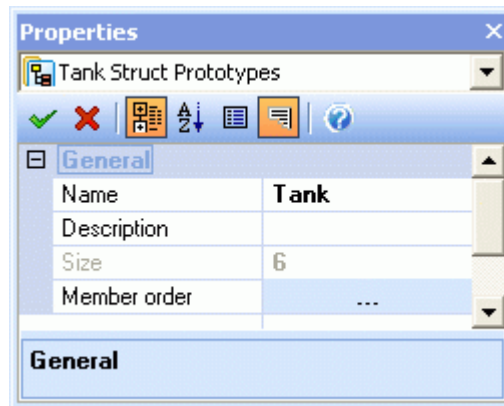 Properties
Tank Struct Prototypes
General
Name Tank
Description
Size 6
Member order ...
General